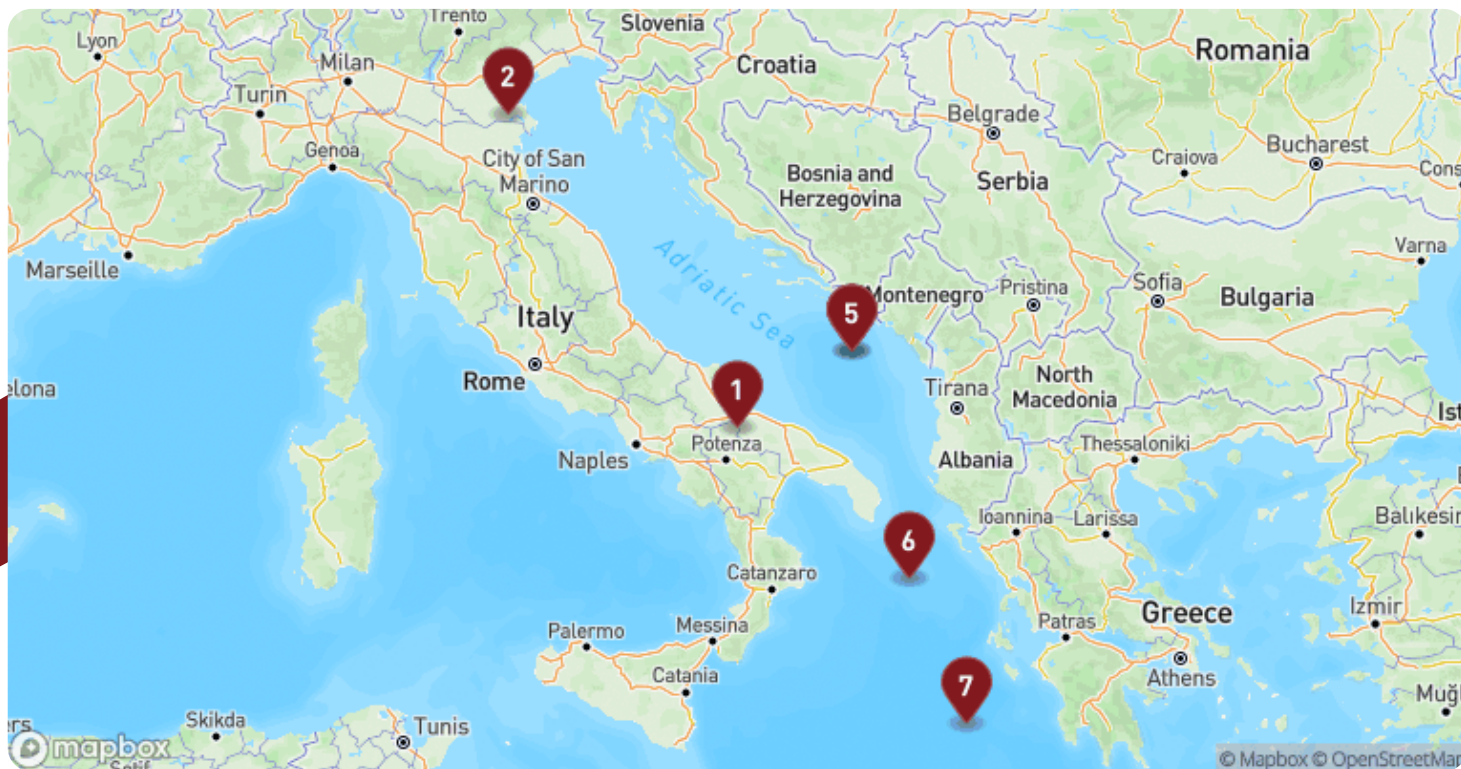 Trento
Slovenia
Lyon
Milan
2
Croatia
Romania
Turin
Belgrade
Genoa
City of San
Marino
Bosnia and
Herzegovina
Serbia
Craiova
Bucharest
Cons
Marseille
Adriatic Sea
Varna
Montenegro
Pristina
Sofia
Bulgaria
5
Italy
Rome
elona
1
Tirana
North
Macedonia
Ist
Potenza
Naples
Albania
Thessaloniki
Ioannina
Larissa
Balıkesir
6
Catanzaro
Greece
Izmir
Palermo
Messina
Patras
Catania
7
Athens
Muğl
ers
Skikda
Tunis
mapbox
Setif
© Mapbox © OpenStreetMap